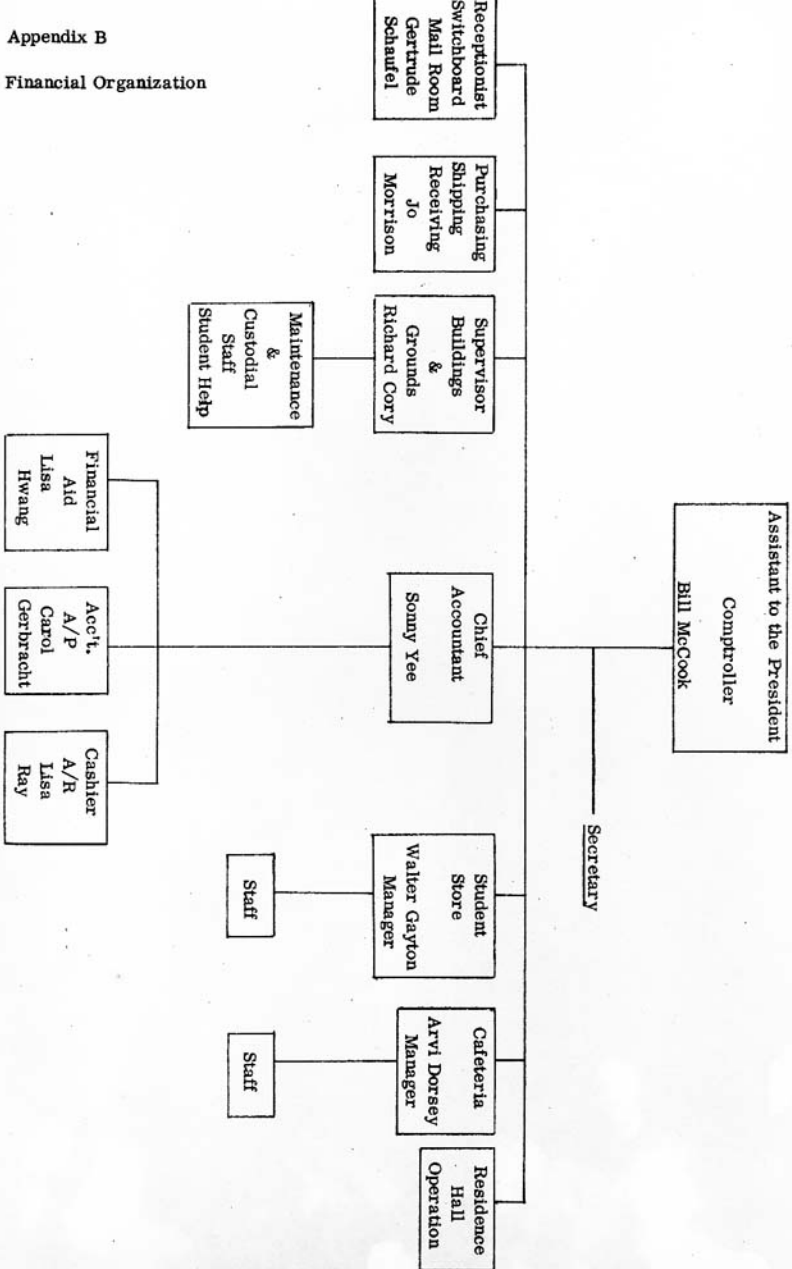 Appendix B
Financial Organization
Assistant to the President
Comptroller
Bill McCook
Secretary
Receptionist
Switchboard
Mail Room
Gertrude
Schaufel
Purchasing
Shipping
Receiving
Jo
Morrison
Supervisor
Buildings
&
Grounds
Richard Cory
Maintenance
&
Custodial
Staff
Student Help
Chief
Accountant
Sonny Yee
Financial
Aid
Lisa
Hwang
Acc't.
A/P
Carol
Gerbracht
Cashier
A/R
Lisa
Ray
Student
Store
Walter Gayton
Manager
Staff
Cafeteria
Arvi Dorsey
Manager
Staff
Residence
Hall
Operation